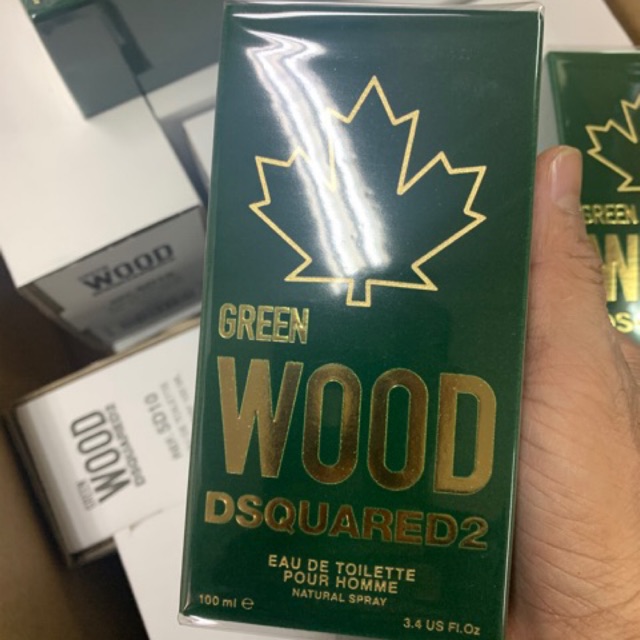 GREEN
WOOD
DSQUARED2
EAU DE TOILETTE
POUR HOMME
NATURAL SPRAY
100 ml ℮
3.4 US Fl.Oz
WOOD
GREEN
WOOD
DSQUARED2
GREEN